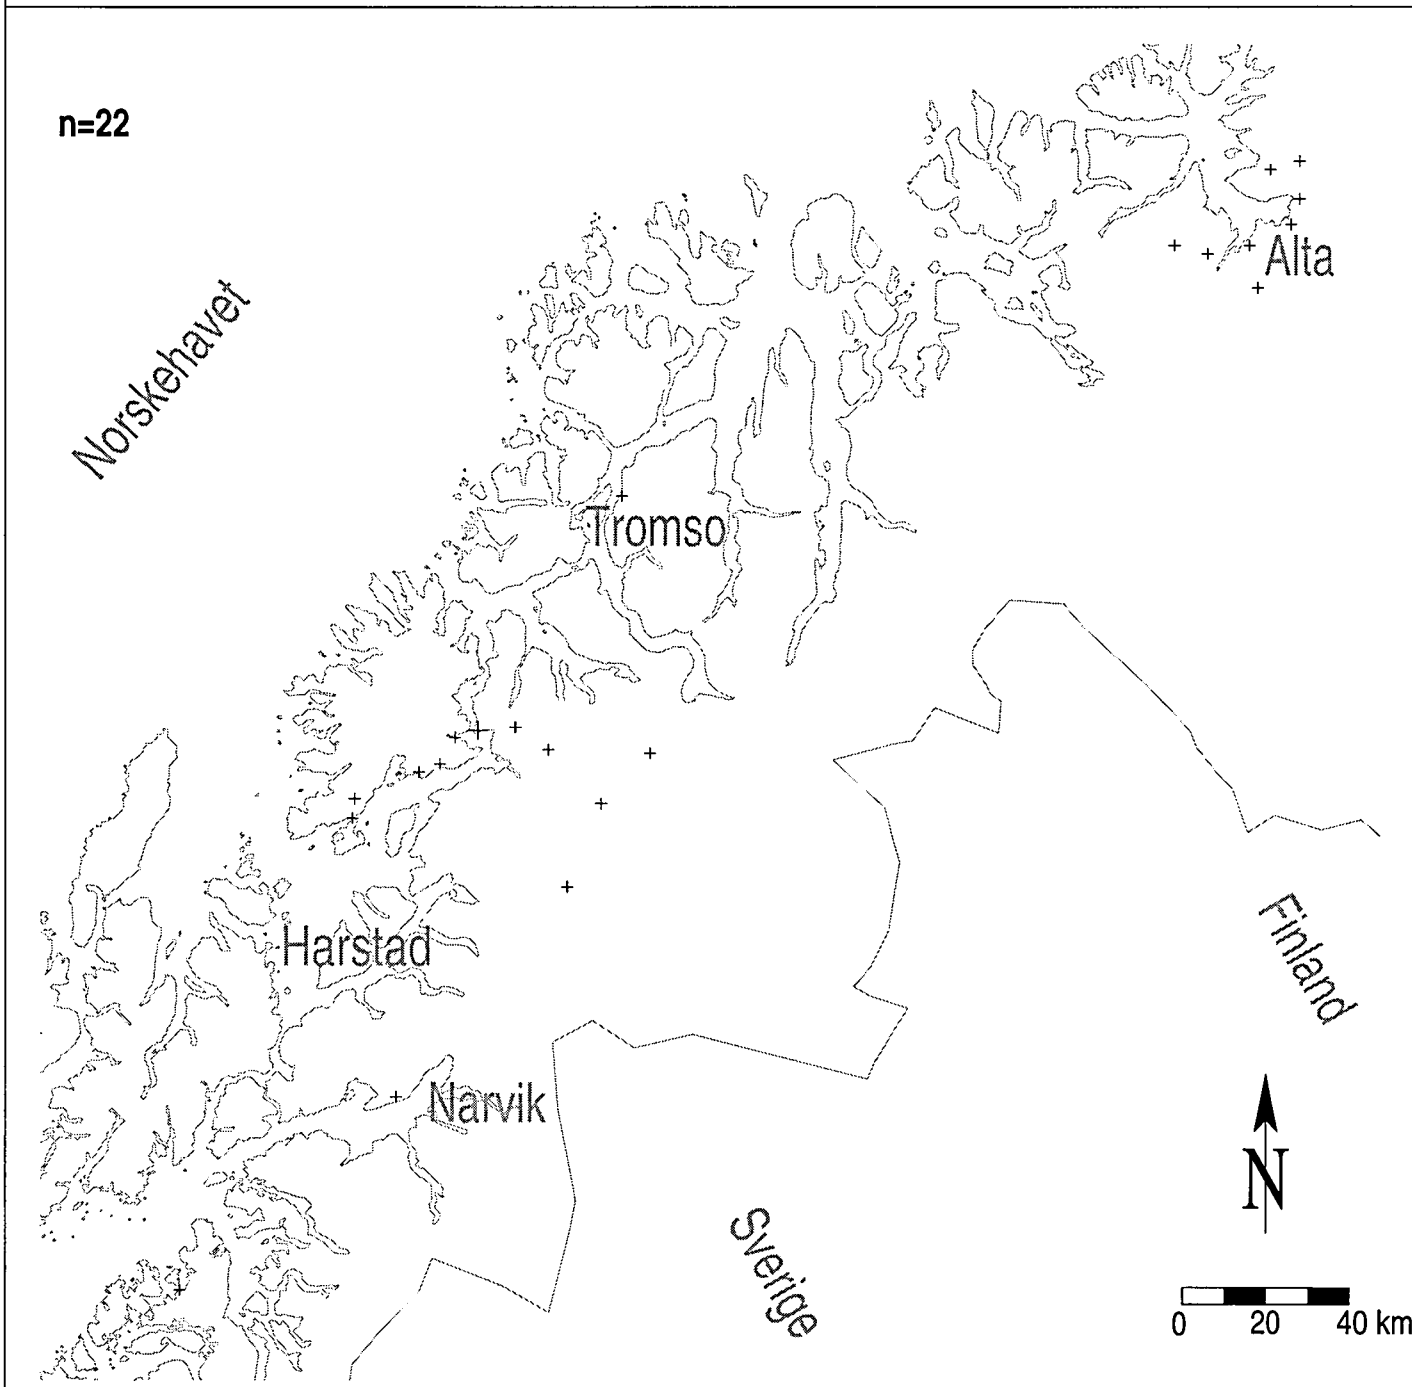 n=22
Norskehavet
Alta
Tromso
Harstad
Finland
Narvik
N
Sverige
0 20 40 km